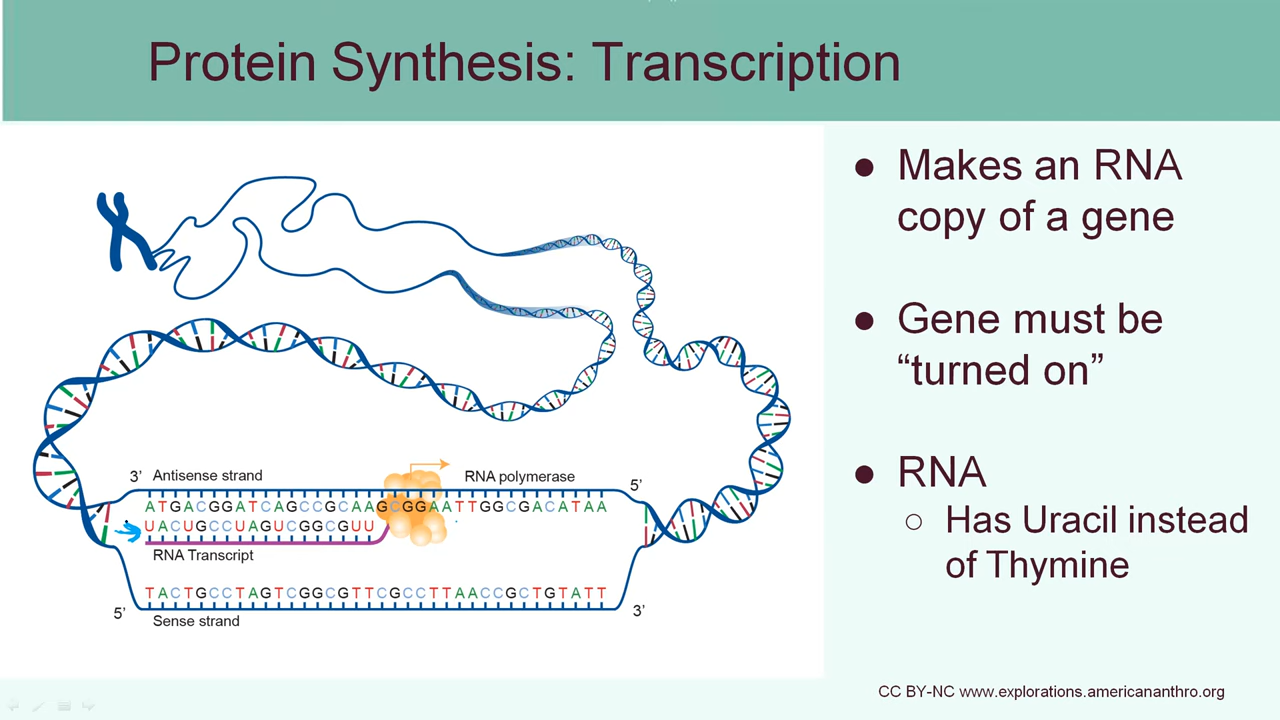 Protein Synthesis: Transcription
3’ Antisense strand
RNA polymerase
5’
ATGACGGATCAGCCGCAAGCGGAATTGGCGACATAA
UACUGCCUAGUCGGCGUU
RNA Transcript
TACTGCCTAGTCGGCGTTCGCCTTAACCGCTGTATT
5’
3’
Sense strand
● Makes an RNA
copy of a gene
● Gene must be
“turned on”
● RNA
○ Has Uracil instead
of Thymine
CC BY-NC www.explorations.americananthro.org